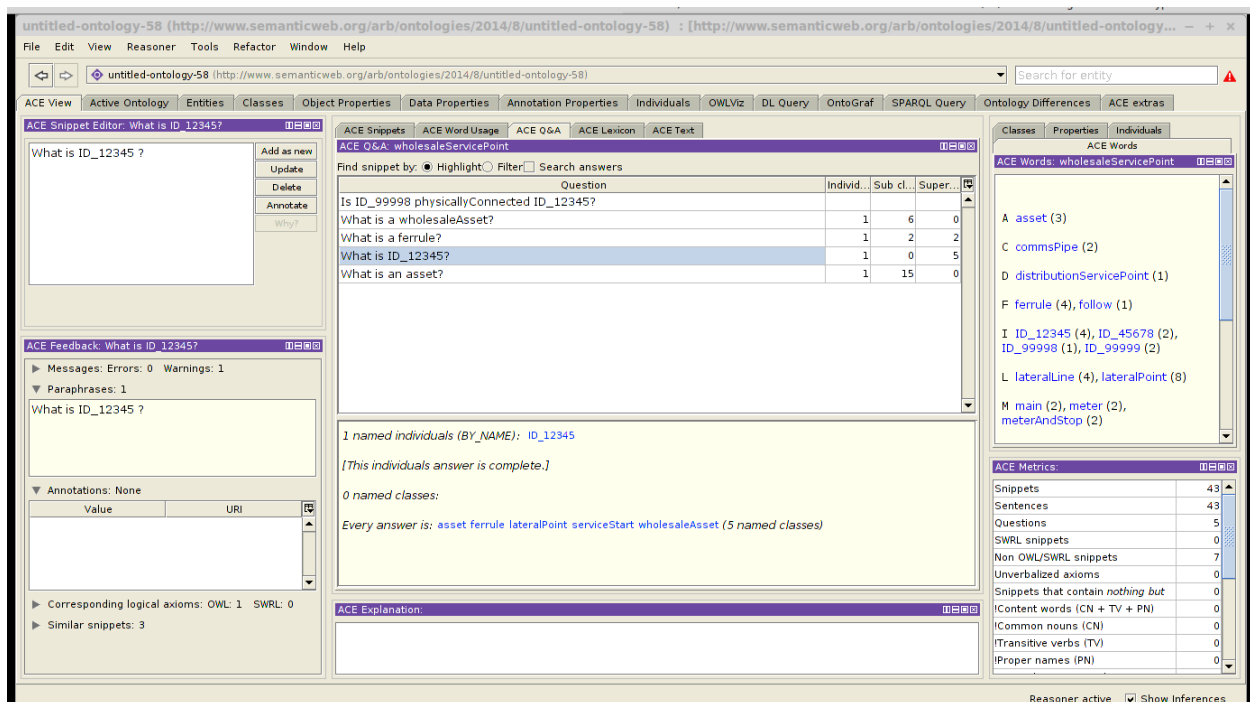 untitled-ontology-58 (http://www.semanticweb.org/arb/ontologies/2014/8/untitled-ontology-58) : [http://www.semanticweb.org/arb/ontologies/2014/8/untitled-ontology...
File Edit View Reasoner Tools Refactor Window Help
untitled-ontology-58 (http://www.semanticweb.org/arb/ontologies/2014/8/untitled-ontology-58)
Search for entity
ACE View Active Ontology Entities Classes Object Properties Data Properties Annotation Properties Individuals OWLViz DL Query OntoGraf SPARQL Query Ontology Differences ACE extras
ACE Snippet Editor: What is ID_12345?
What is ID_12345 ?
Add as new
Update
Delete
Annotate
Why?
ACE Feedback: What is ID_12345?
Messages: Errors: 0 Warnings: 1
Paraphrases: 1
What is ID_12345 ?
Annotations: None
Value URI
Corresponding logical axioms: OWL: 1 SWRL: 0
Similar snippets: 3
ACE Snippets ACE Word Usage ACE Q&A ACE Lexicon ACE Text
ACE Q&A: wholesaleServicePoint
Find snippet by: Highlight Filter Search answers
Question Individ... Sub cl... Super...
Is ID_99998 physicallyConnected ID_12345?
What is a wholesaleAsset? 1 6 0
What is a ferrule? 1 2 2
What is ID_12345? 1 0 5
What is an asset? 1 15 0
1 named individuals (BY_NAME): ID_12345
[This individuals answer is complete.]
0 named classes:
Every answer is: asset ferrule lateralPoint serviceStart wholesaleAsset (5 named classes)
ACE Explanation:
Classes Properties Individuals
ACE Words
ACE Words: wholesaleServicePoint
A asset (3)
C commsPipe (2)
D distributionServicePoint (1)
F ferrule (4), follow (1)
I ID_12345 (4), ID_45678 (2),
ID_99998 (1), ID_99999 (2)
L lateralLine (4), lateralPoint (8)
M main (2), meter (2),
meterAndStop (2)
ACE Metrics:
Snippets 43
Sentences 43
Questions 5
SWRL snippets 0
Non OWL/SWRL snippets 7
Unverbalized axioms 0
Snippets that contain nothing but 0
!Content words (CN + TV + PN) 0
!Common nouns (CN) 0
!Transitive verbs (TV) 0
!Proper names (PN) 0
Reasoner active Show Inferences